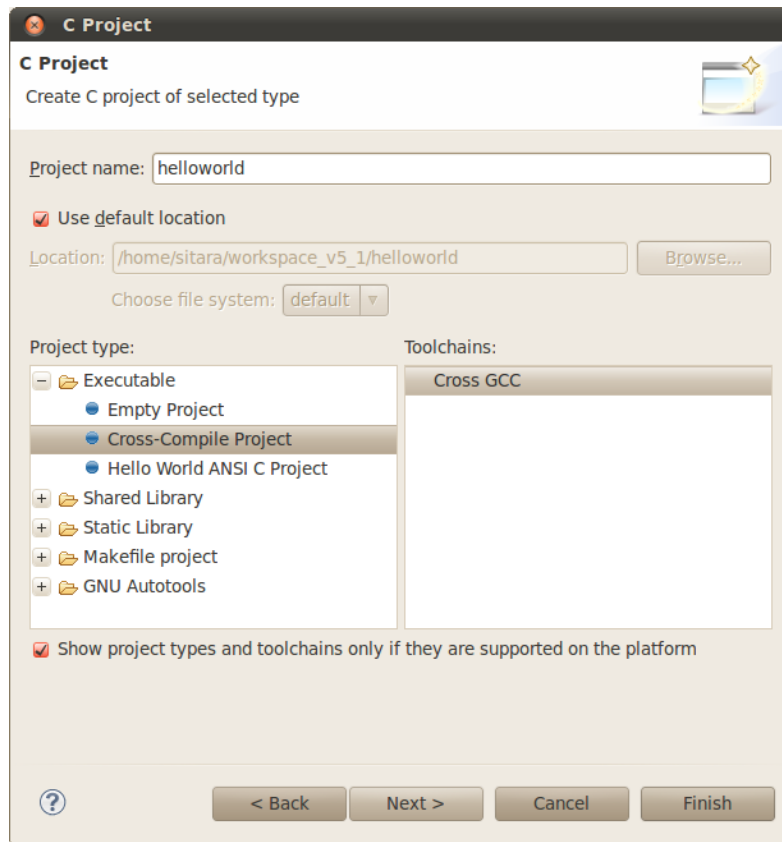 C Project
C Project
Create C project of selected type
Project name: helloworld
Use default location
Location: /home/sitara/workspace_v5_1/helloworld Browse...
Choose file system: default
Project type: Toolchains:
Executable Cross GCC
Empty Project
Cross-Compile Project
Hello World ANSI C Project
Shared Library
Static Library
Makefile project
GNU Autotools
Show project types and toolchains only if they are supported on the platform
? < Back Next > Cancel Finish